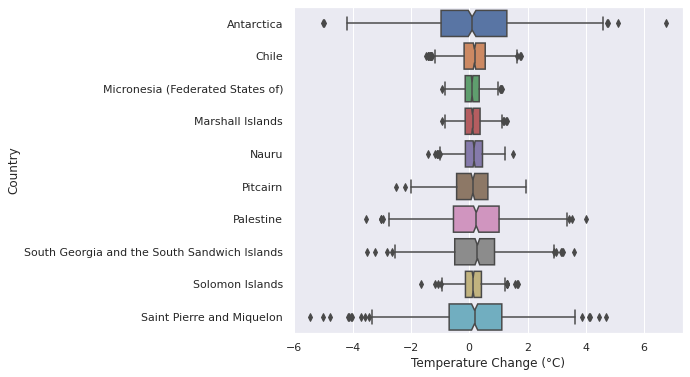 Antarctica
Chile
Micronesia (Federated States of)
Marshall Islands
Nauru
Pitcairn
Palestine
South Georgia and the South Sandwich Islands
Solomon Islands
Saint Pierre and Miquelon
Country
−6 −4 −2 0 2 4 6
Temperature Change (°C)